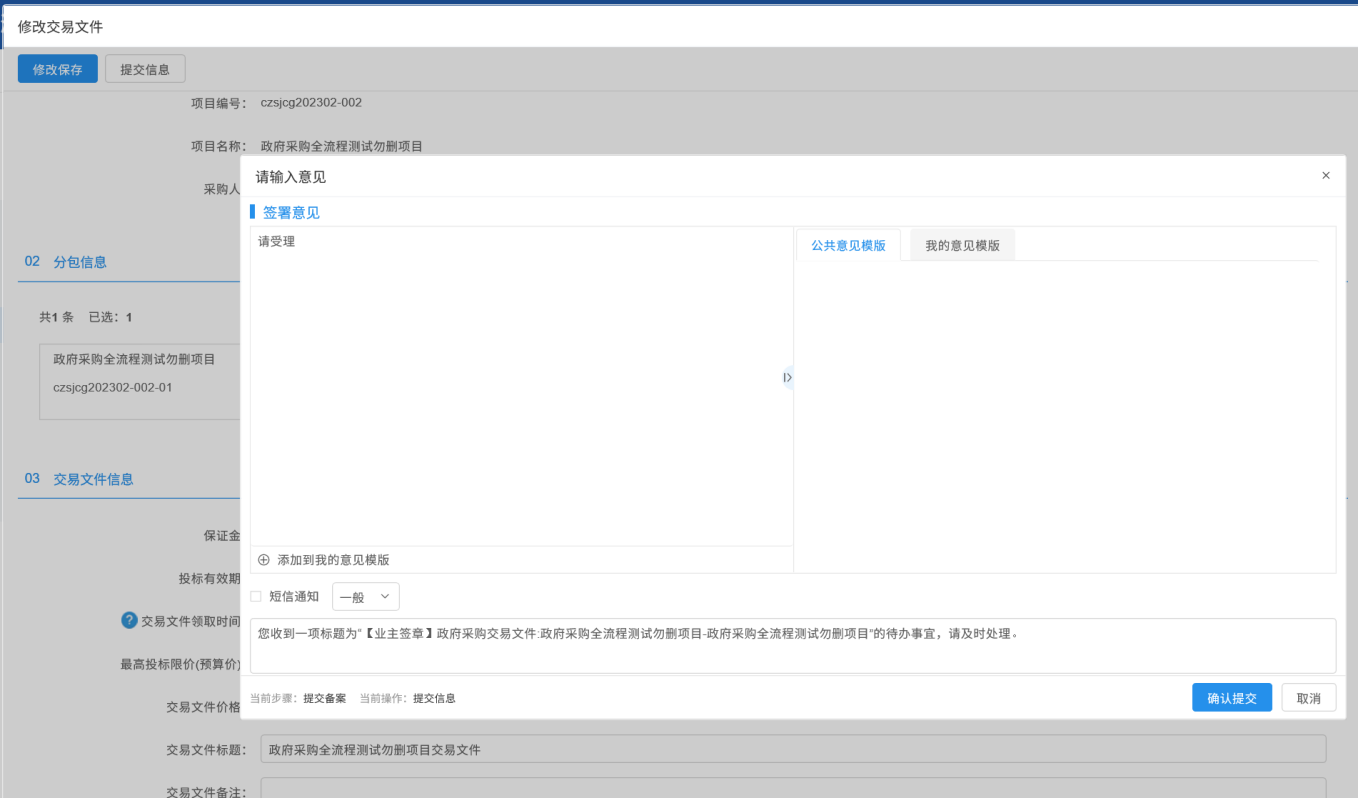 修改交易文件
修改保存 提交信息
项目编号： czsjcg202302-002
项目名称： 政府采购全流程测试勿删项目
采购人
请输入意见 ×
签署意见
请受理
公共意见模版 我的意见模版
02 分包信息
共1 条 已选：1
政府采购全流程测试勿删项目
czsjcg202302-002-01
03 交易文件信息
保证金
添加到我的意见模版
投标有效期
短信通知 一般
? 交易文件领取时间
您收到一项标题为"【业主签章】政府采购交易文件:政府采购全流程测试勿删项目-政府采购全流程测试勿删项目"的待办事宜，请及时处理。
最高投标限价(预算价)
当前步骤：提交备案 当前操作：提交信息 确认提交 取消
交易文件价格
交易文件标题： 政府采购全流程测试勿删项目交易文件
交易文件备注：